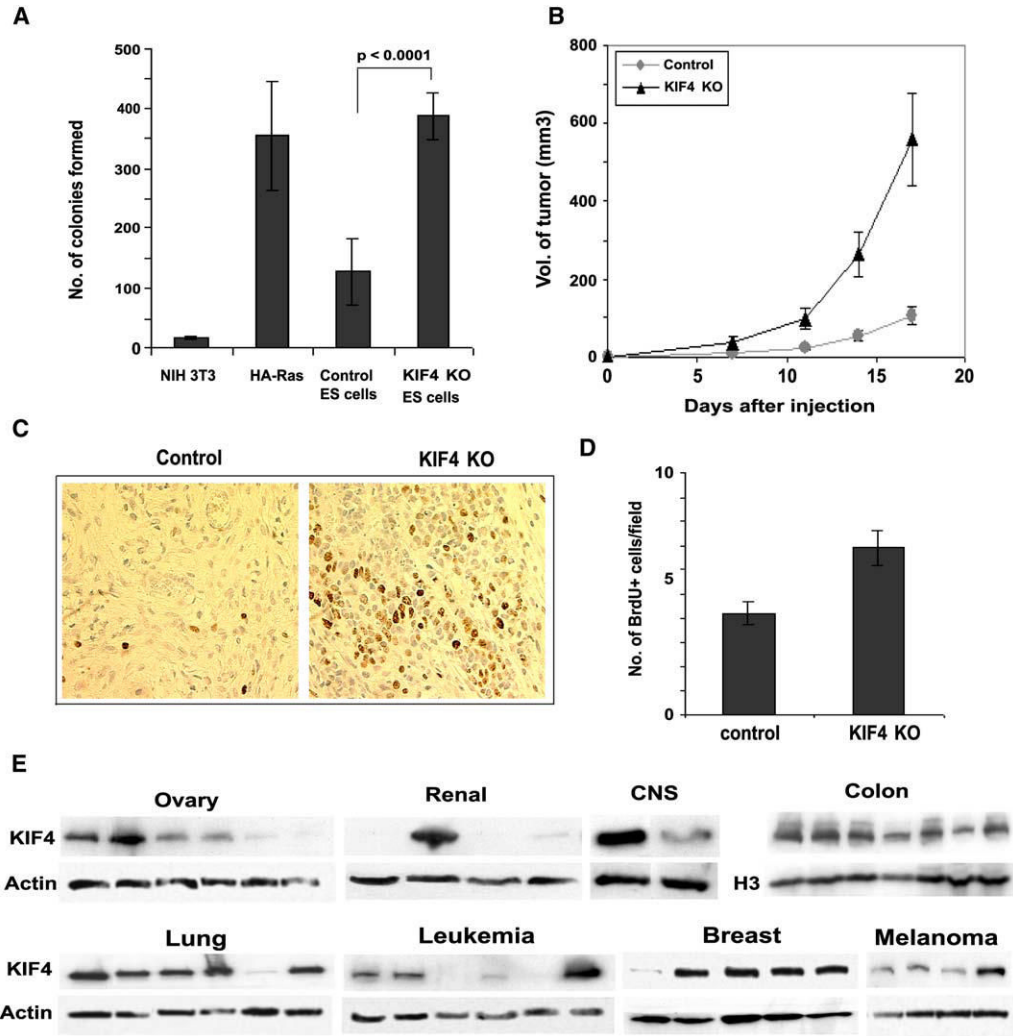 A
No. of colonies formed
500
400
300
200
100
0
p < 0.0001
NIH 3T3
HA-Ras
Control
ES cells
KIF4 KO
ES cells
B
Vol. of tumor (mm3)
800
600
400
200
0
Control
KIF4 KO
0
5
10
15
20
Days after injection
C
Control
KIF4 KO
D
No. of BrdU+ cells/field
10
5
0
control
KIF4 KO
E
Ovary
Renal
CNS
Colon
KIF4
Actin
H3
Lung
Leukemia
Breast
Melanoma
KIF4
Actin